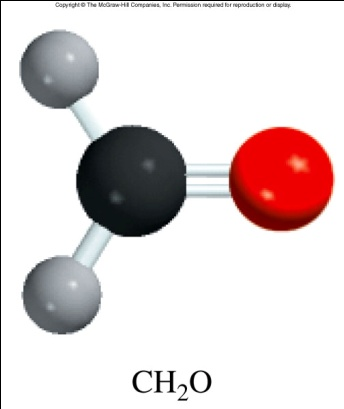 Copyright © The McGraw-Hill Companies, Inc. Permission required for reproduction or display.
CH₂O